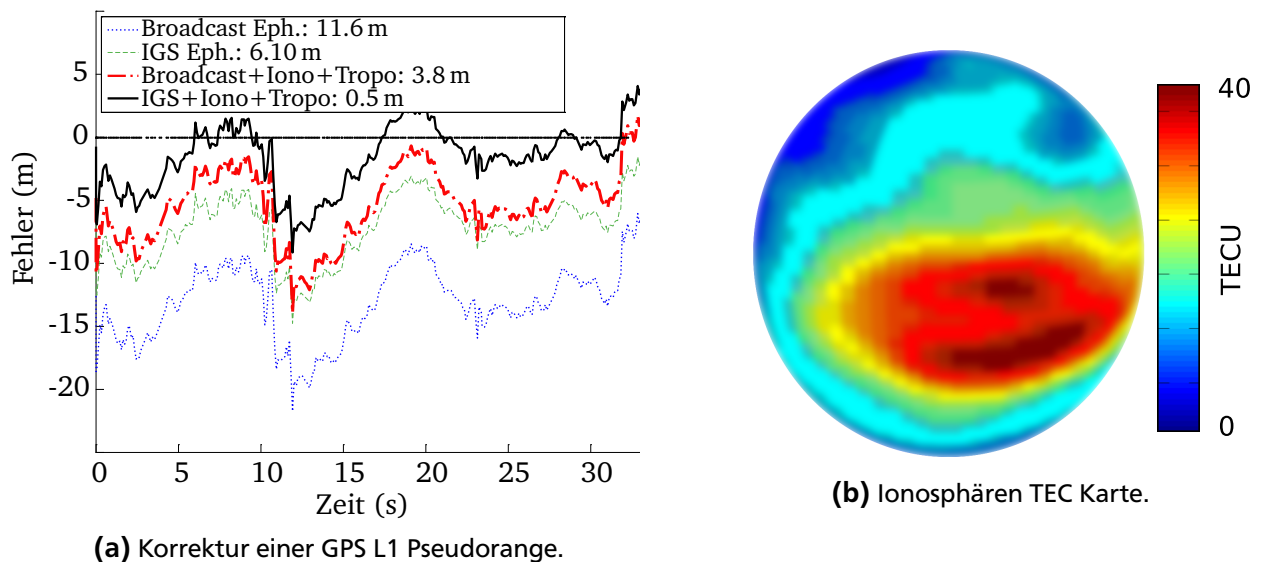 Broadcast Eph.: 11.6 m
IGS Eph.: 6.10 m
Broadcast+Iono+Tropo: 3.8 m
IGS+Iono+Tropo: 0.5 m
5
0
-5
-10
-15
-20
Fehler (m)
0 5 10 15 20 25 30
Zeit (s)
(a) Korrektur einer GPS L1 Pseudorange.
40
TECU
0
(b) Ionosphären TEC Karte.